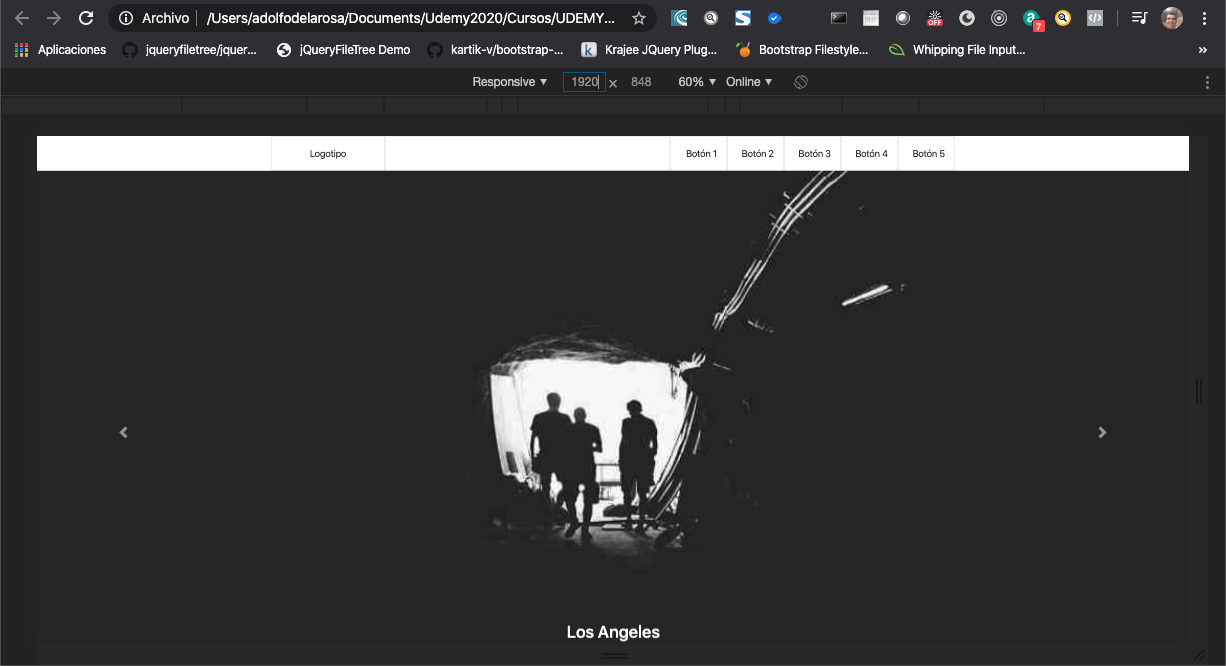 Archivo /Users/adolfodelarosa/Documents/Udemy2020/Cursos/UDEMY... OFF 7
Aplicaciones jqueryfiletree/jquer... jQueryFileTree Demo kartik-v/bootstrap-... Krajee JQuery Plug... Bootstrap Filestyle... Whipping File Input...
Responsive ▼ 1920 × 848 60% ▼ Online ▼
Logotipo Botón 1 Botón 2 Botón 3 Botón 4 Botón 5
Los Angeles